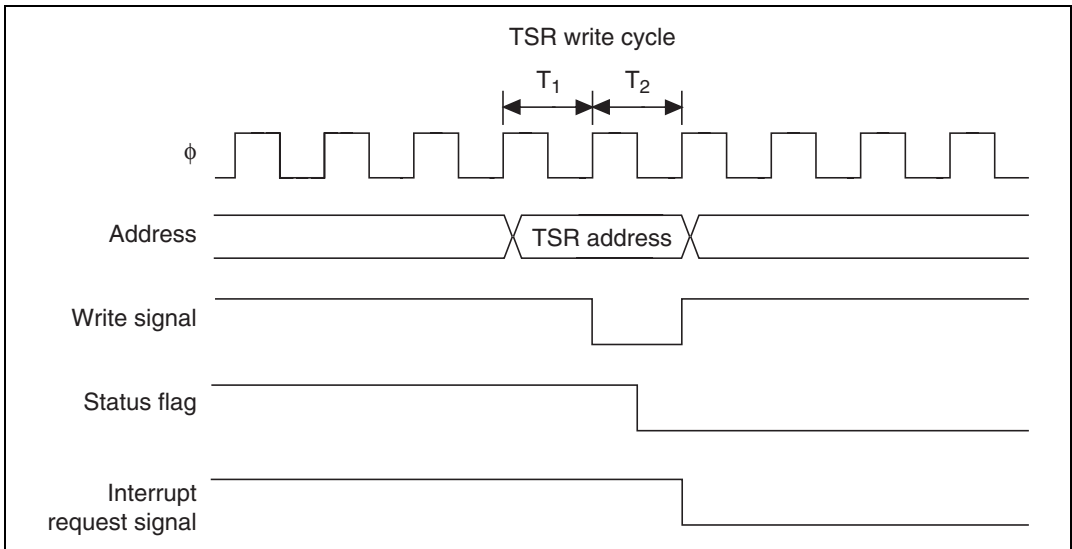 TSR write cycle
T₁ T₂
ϕ
Address
TSR address
Write signal
Status flag
Interrupt
request signal